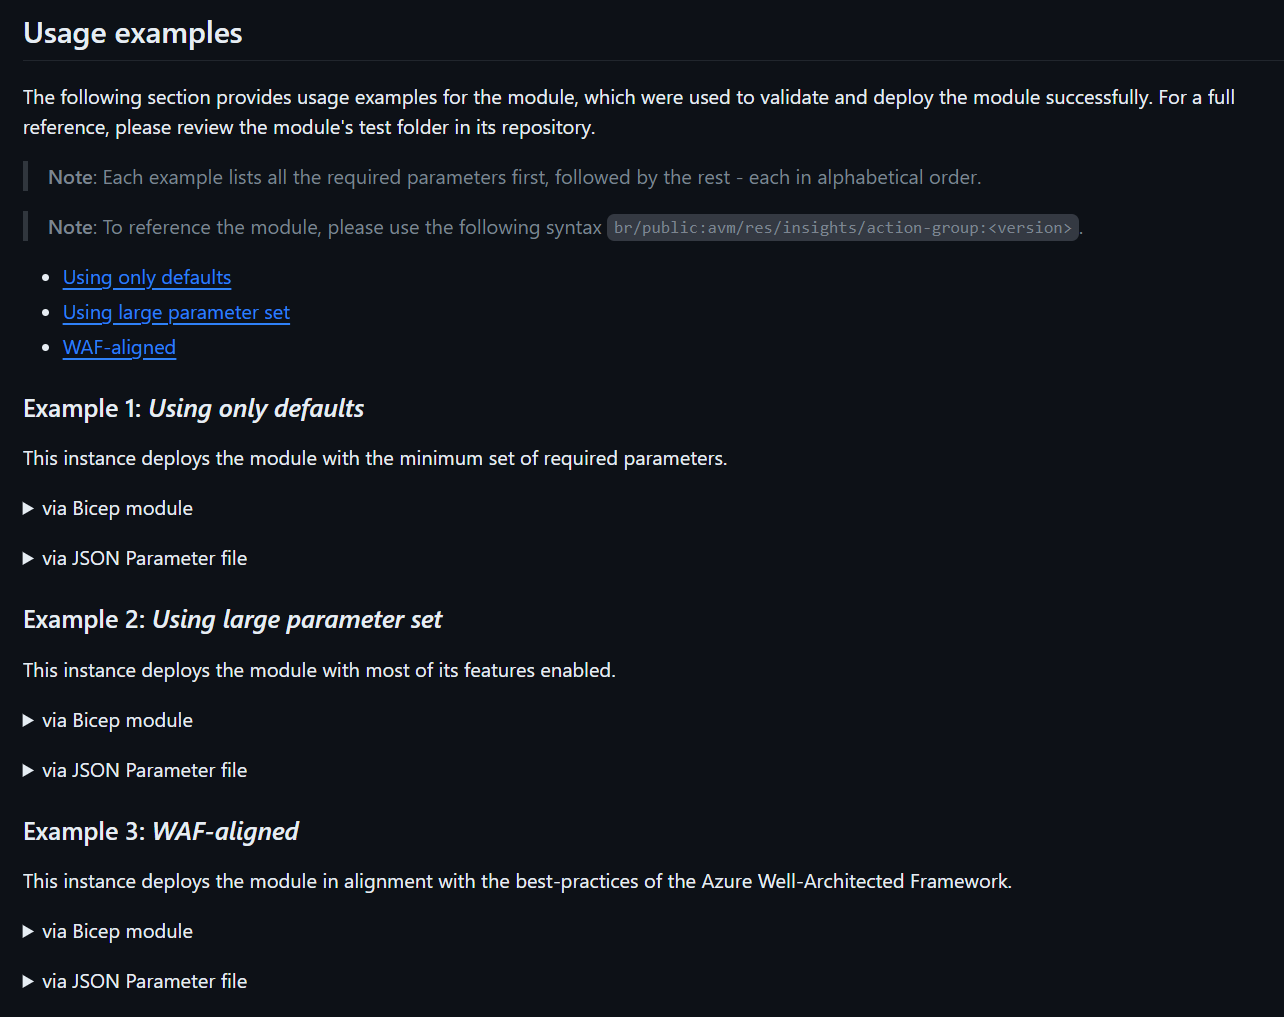 Usage examples
The following section provides usage examples for the module, which were used to validate and deploy the module successfully. For a full
reference, please review the module's test folder in its repository.
Note: Each example lists all the required parameters first, followed by the rest - each in alphabetical order.
Note: To reference the module, please use the following syntax br/public:avm/res/insights/action-group:<version>.
Using only defaults
Using large parameter set
WAF-aligned
Example 1: Using only defaults
This instance deploys the module with the minimum set of required parameters.
via Bicep module
via JSON Parameter file
Example 2: Using large parameter set
This instance deploys the module with most of its features enabled.
via Bicep module
via JSON Parameter file
Example 3: WAF-aligned
This instance deploys the module in alignment with the best-practices of the Azure Well-Architected Framework.
via Bicep module
via JSON Parameter file